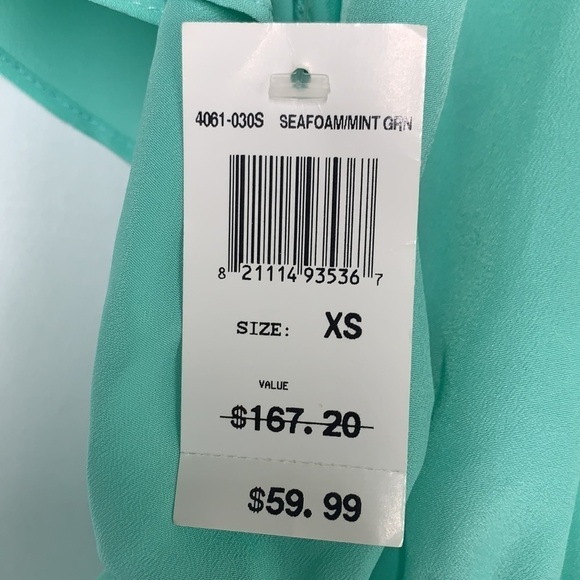 4061-030S SEAFOAM/MINT GRN
8 21114 93536 7
SIZE: XS
VALUE
$167.20
$59.99